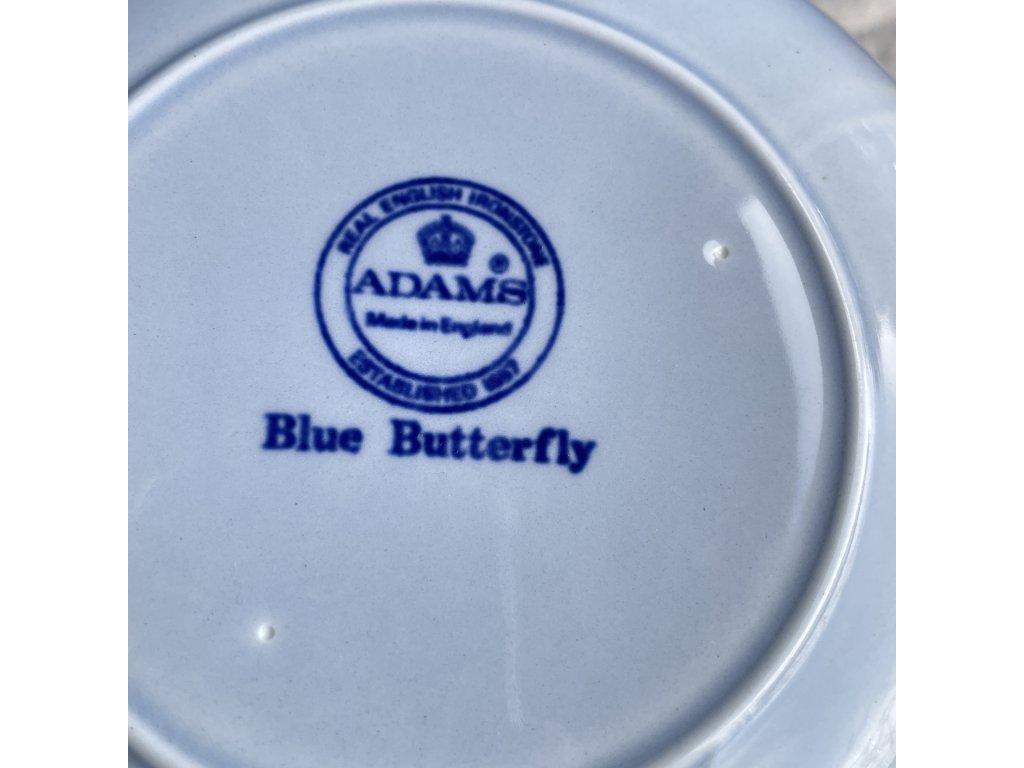 REAL ENGLISH IRONSTONE
ADAMS®
Made in England
ESTABLISHED 1657
Blue Butterfly